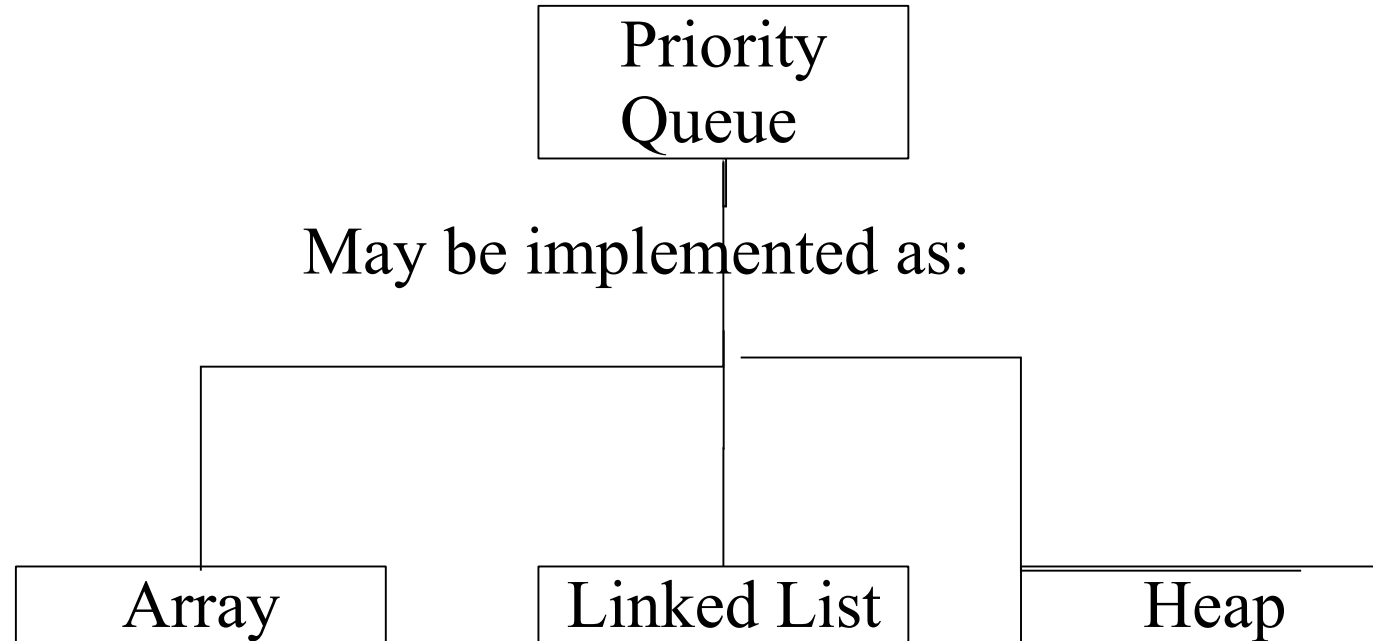 Priority
Queue
May be implemented as:
Array
Linked List
Heap